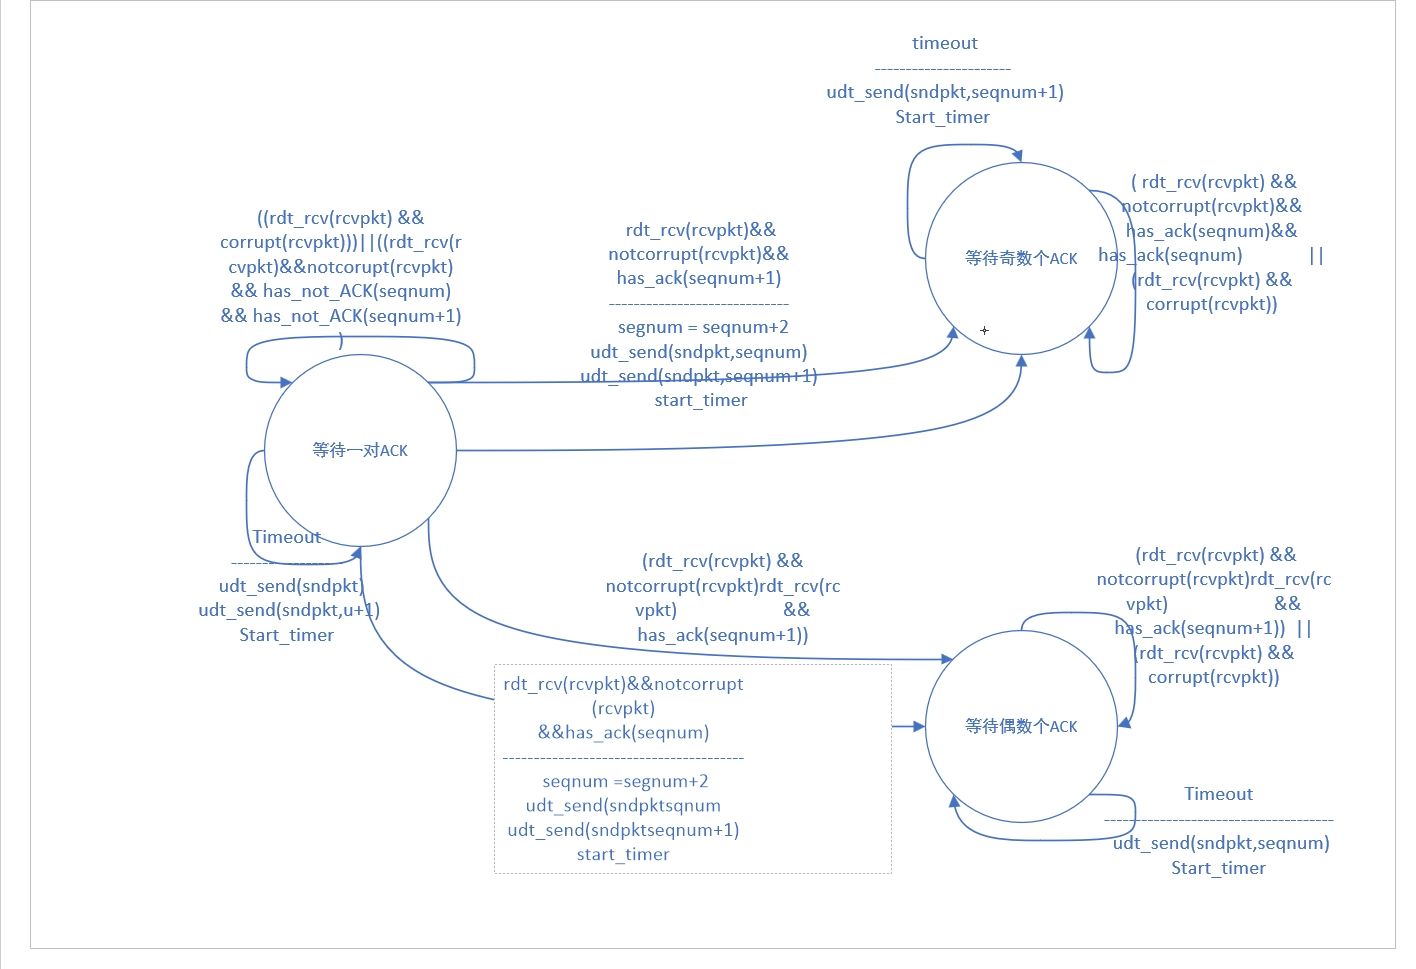 timeout
----------------------
udt_send(sndpkt,seqnum+1)
Start_timer
( rdt_rcv(rcvpkt) &&
notcorrupt(rcvpkt)&&
has_ack(seqnum)&&
has_ack(seqnum) ||
(rdt_rcv(rcvpkt) &&
corrupt(rcvpkt))
等待奇数个ACK
((rdt_rcv(rcvpkt) &&
corrupt(rcvpkt)))||((rdt_rcv(r
cvpkt)&&notcorupt(rcvpkt)
&& has_not_ACK(seqnum)
&& has_not_ACK(seqnum+1)
)
rdt_rcv(rcvpkt)&&
notcorrupt(rcvpkt)&&
has_ack(seqnum+1)
-----------------------------
segnum = seqnum+2
udt_send(sndpkt,seqnum)
udt_send(sndpkt,seqnum+1)
start_timer
等待一对ACK
Timeout
------------------
udt_send(sndpkt)
udt_send(sndpkt,u+1)
Start_timer
(rdt_rcv(rcvpkt) &&
notcorrupt(rcvpkt)rdt_rcv(rc
vpkt) &&
has_ack(seqnum+1))
(rdt_rcv(rcvpkt) &&
notcorrupt(rcvpkt)rdt_rcv(rc
vpkt) &&
has_ack(seqnum+1)) ||
(rdt_rcv(rcvpkt) &&
corrupt(rcvpkt))
rdt_rcv(rcvpkt)&&notcorrupt
(rcvpkt)
&&has_ack(seqnum)
---------------------------------------
seqnum =segnum+2
udt_send(sndpktsqnum
udt_send(sndpktseqnum+1)
start_timer
等待偶数个ACK
Timeout
-------------------------------------
udt_send(sndpkt,seqnum)
Start_timer